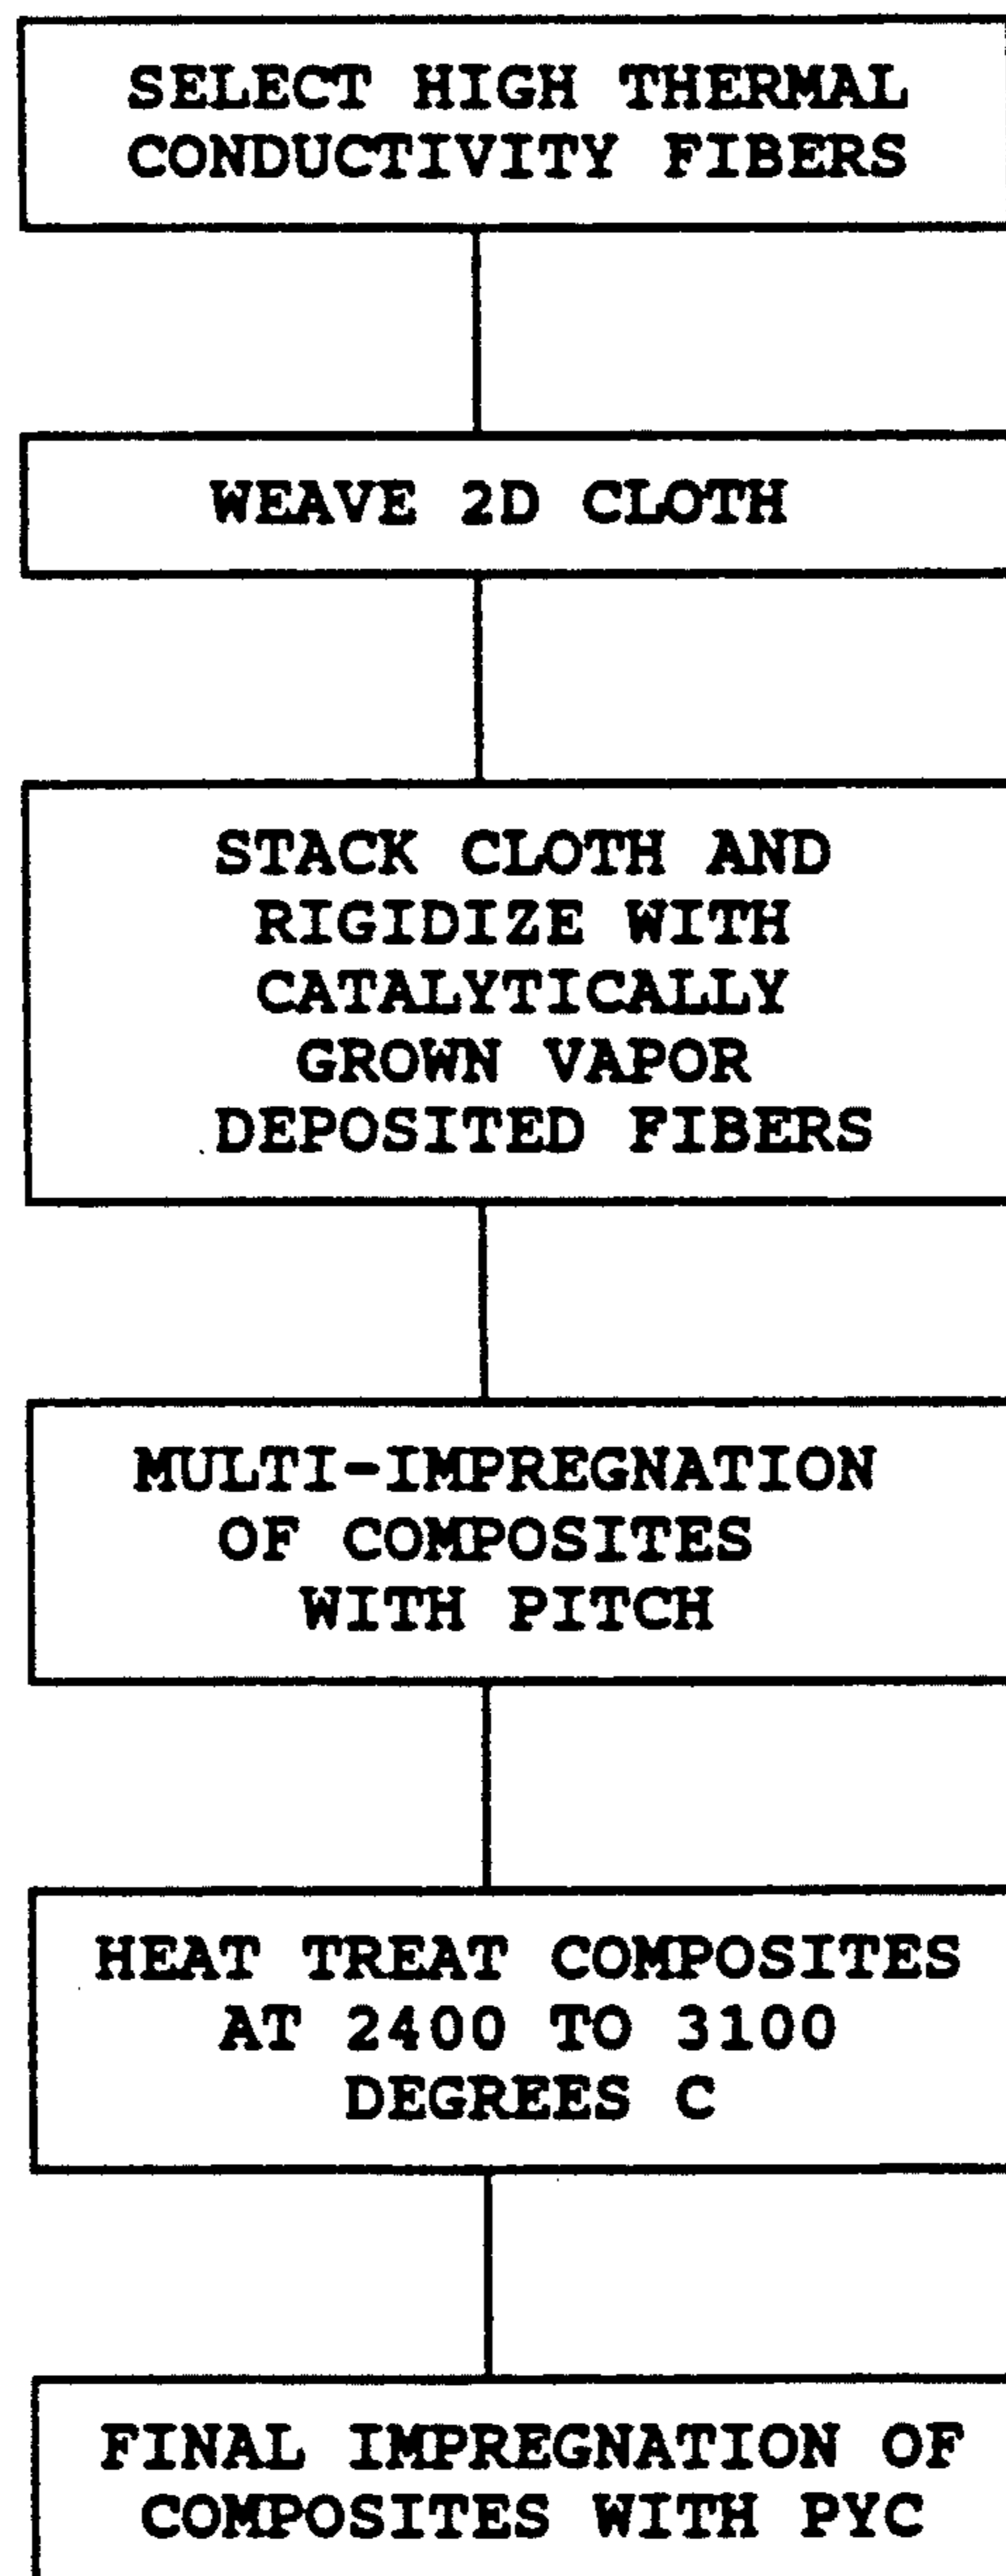 SELECT HIGH THERMAL
CONDUCTIVITY FIBERS
WEAVE 2D CLOTH
STACK CLOTH AND
RIGIDIZE WITH
CATALYTICALLY
GROWN VAPOR
DEPOSITED FIBERS
MULTI-IMPREGNATION
OF COMPOSITES
WITH PITCH
HEAT TREAT COMPOSITES
AT 2400 TO 3100
DEGREES C
FINAL IMPREGNATION OF
COMPOSITES WITH PYC